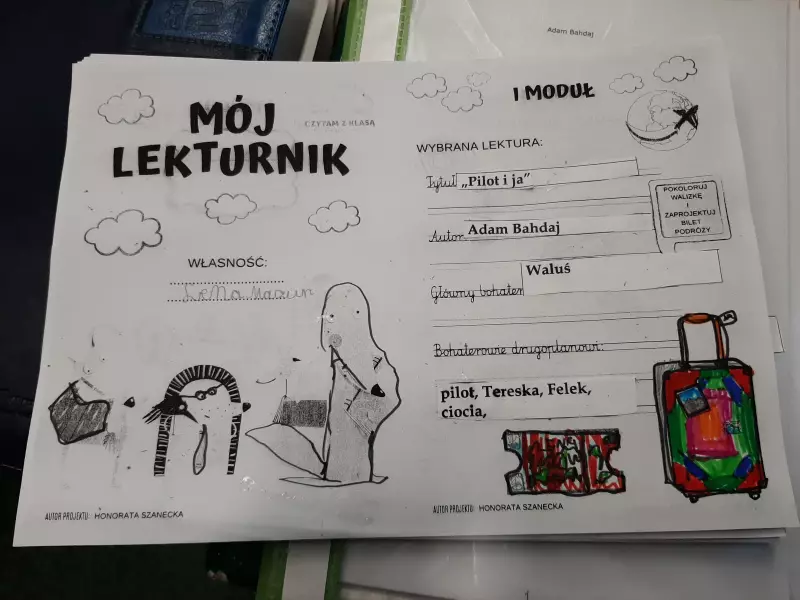 Adam Bahdaj
MÓJ
LEKTURNIK
CZYTAM Z KLASĄ
WŁASNOŚĆ:
AUTOR PROJEKTU: HONORATA SZANECKA
I MODUŁ
WYBRANA LEKTURA:
Tytuł „Pilot i ja”
POKOLORUJ
WALIZKĘ
I
ZAPROJEKTUJ
BILET
PODRÓŻY
Autor Adam Bahdaj
Waluś
Główny bohater
Bohaterowie drugoplanowi:
pilot, Tereska, Felek,
ciocia,
AUTOR PROJEKTU: HONORATA SZANECKA